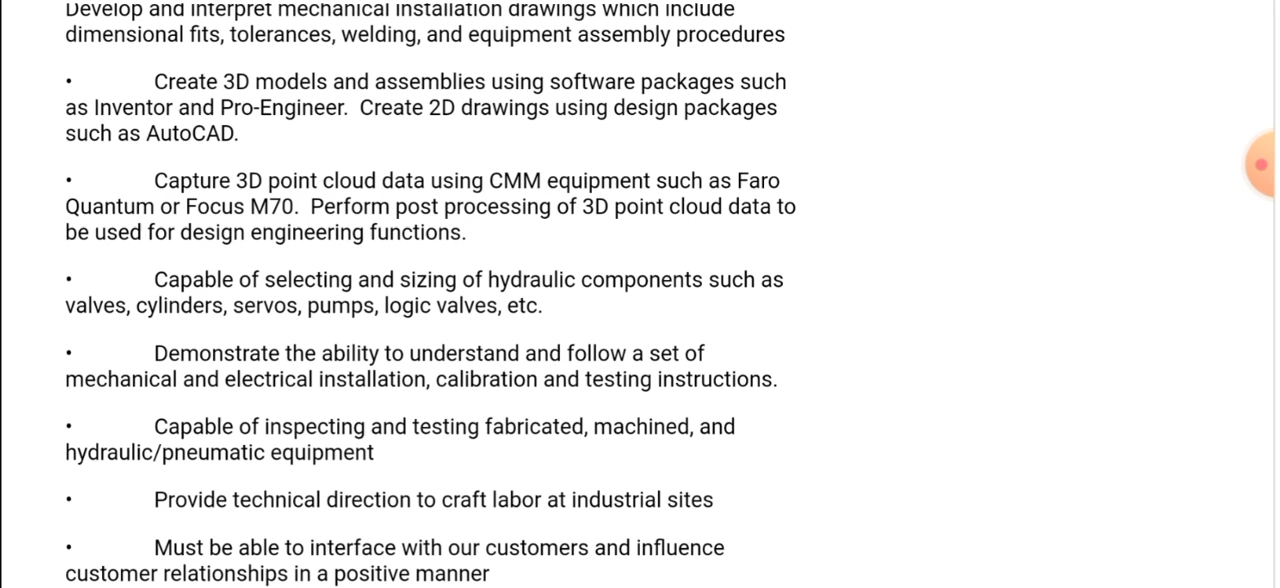 Develop and interpret mechanical installation drawings which include
dimensional fits, tolerances, welding, and equipment assembly procedures
• Create 3D models and assemblies using software packages such
as Inventor and Pro-Engineer.  Create 2D drawings using design packages
such as AutoCAD.
• Capture 3D point cloud data using CMM equipment such as Faro
Quantum or Focus M70.  Perform post processing of 3D point cloud data to
be used for design engineering functions.
• Capable of selecting and sizing of hydraulic components such as
valves, cylinders, servos, pumps, logic valves, etc.
• Demonstrate the ability to understand and follow a set of
mechanical and electrical installation, calibration and testing instructions.
• Capable of inspecting and testing fabricated, machined, and
hydraulic/pneumatic equipment
• Provide technical direction to craft labor at industrial sites
• Must be able to interface with our customers and influence
customer relationships in a positive manner